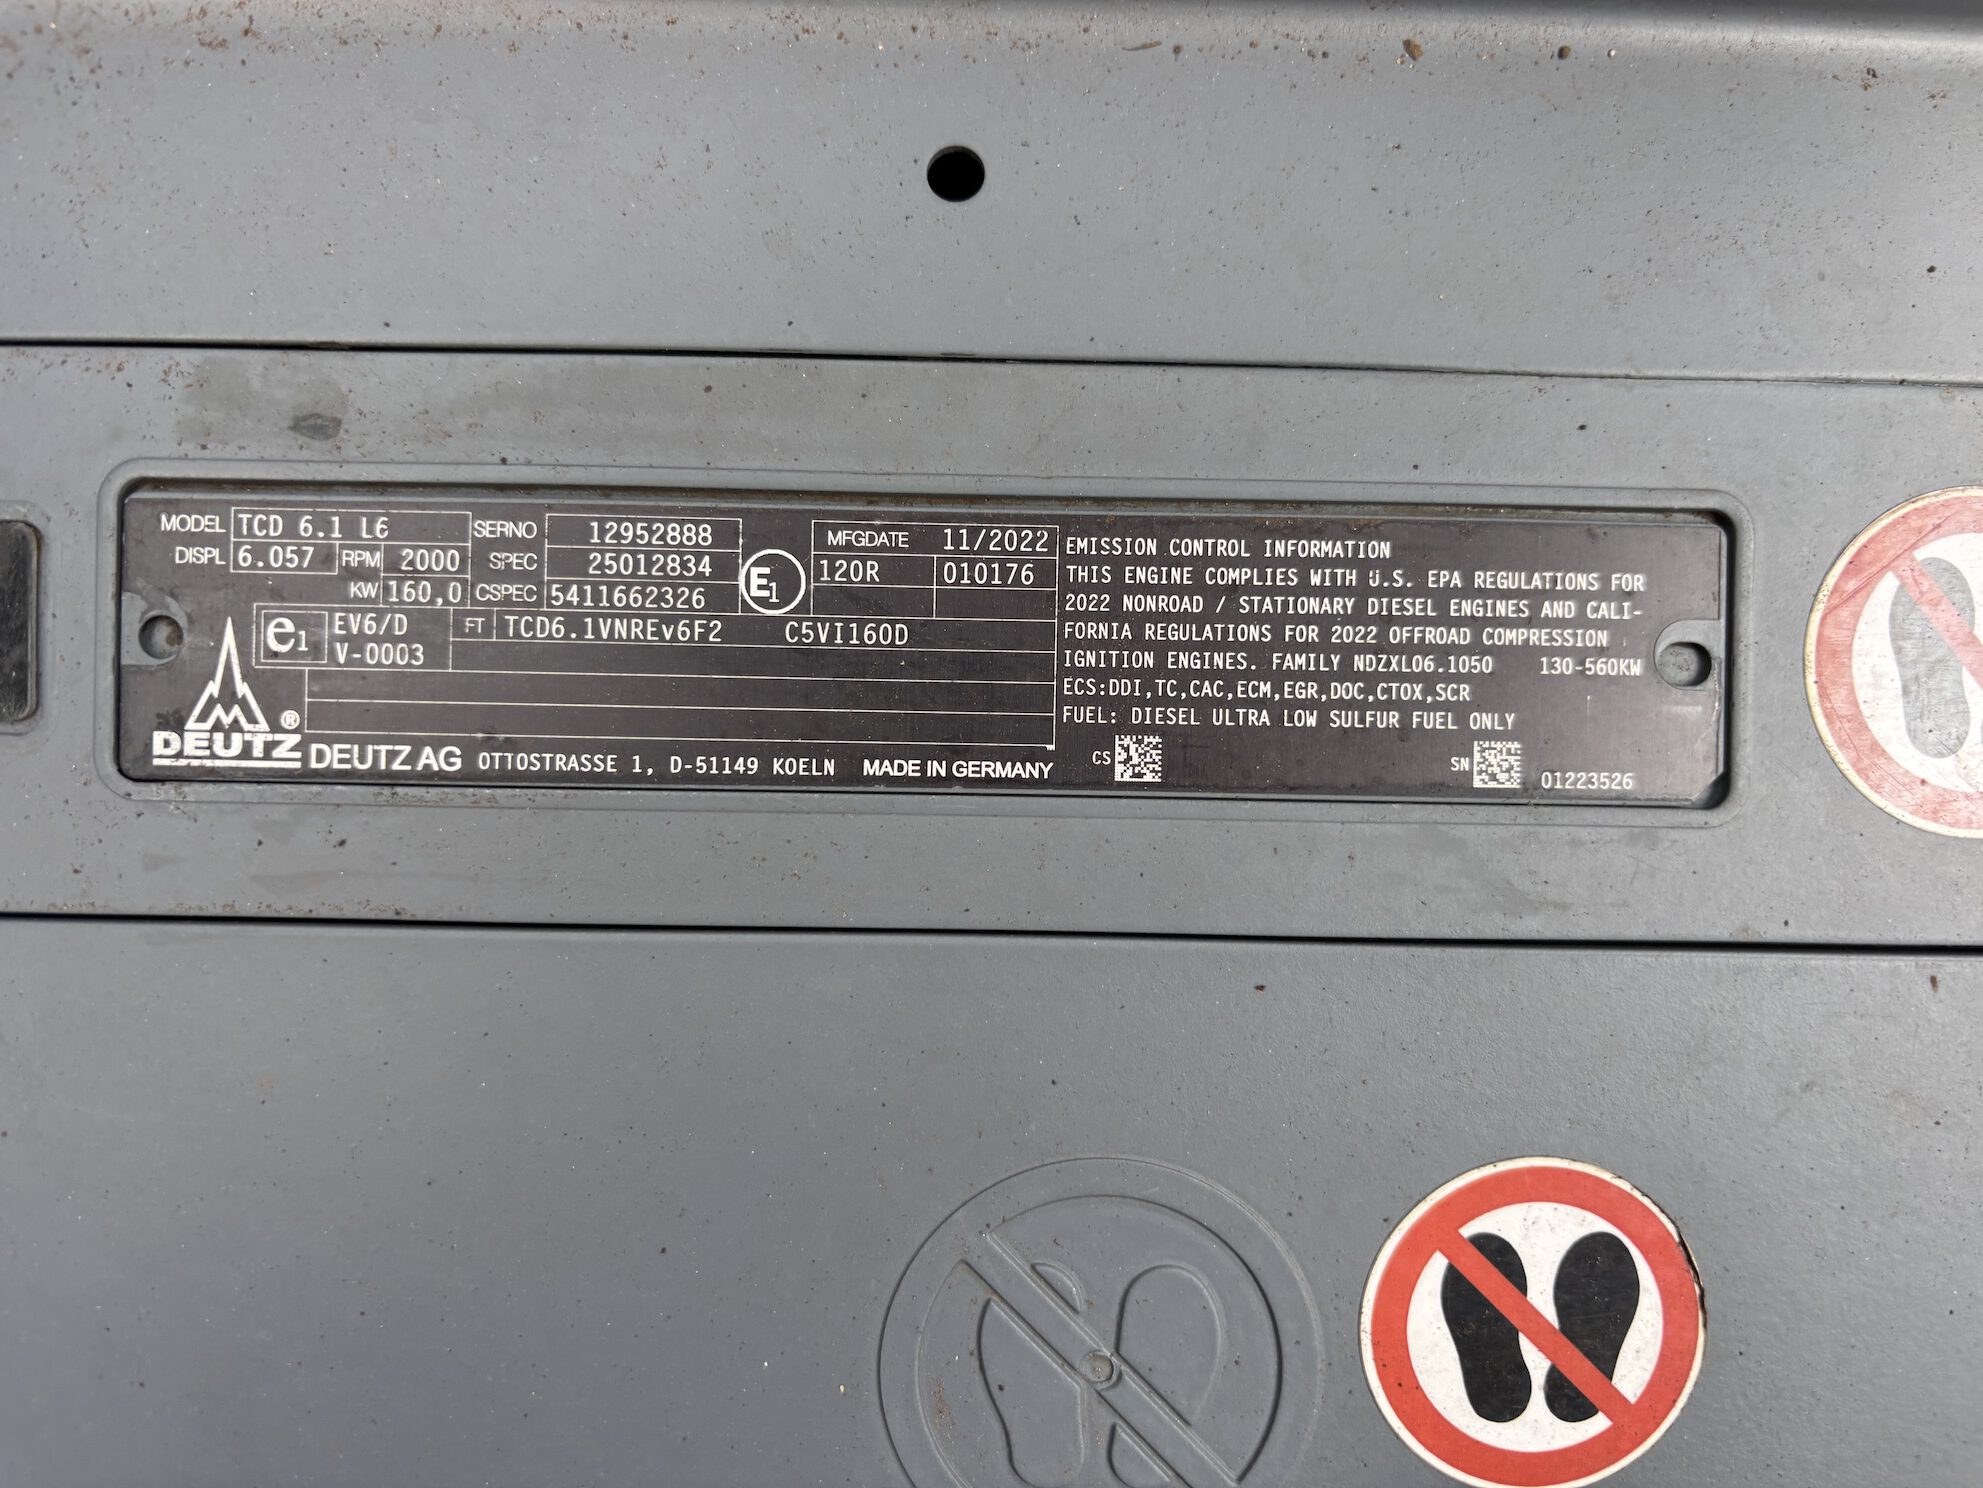 MODEL TCD 6.1 L6 SERNO 12952888 MFGDATE 11/2022
DISPL 6.057 RPM 2000 SPEC 25012834 E1 120R 010176
KW 160,0 CSPEC 5411662326
e1 EV6/D FT TCD6.1VNREv6F2 C5VI160D
V-0003
DEUTZ ® DEUTZ AG OTTOSTRASSE 1, D-51149 KOELN MADE IN GERMANY
EMISSION CONTROL INFORMATION
THIS ENGINE COMPLIES WITH U.S. EPA REGULATIONS FOR
2022 NONROAD / STATIONARY DIESEL ENGINES AND CALI-
FORNIA REGULATIONS FOR 2022 OFFROAD COMPRESSION
IGNITION ENGINES. FAMILY NDZXL06.1050 130-560KW
ECS:DDI,TC,CAC,ECM,EGR,DOC,CTOX,SCR
FUEL: DIESEL ULTRA LOW SULFUR FUEL ONLY
CS SN 01223526